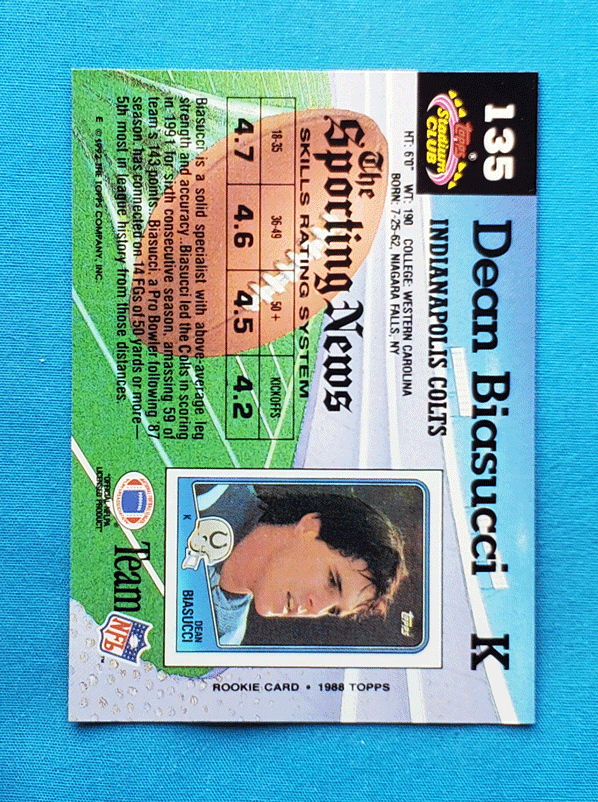 135
Topps®
Stadium
CLUB
Dean Biasucci K
INDIANAPOLIS COLTS
HT: 6'0" WT: 190 COLLEGE: WESTERN CAROLINA
BORN: 7-25-62, NIAGARA FALLS, NY
The
Sporting News
SKILLS RATING SYSTEM
18-35 36-49 50+ KICKOFFS
4.7 4.6 4.5 4.2
Biasucci is a solid specialist with above-average leg
strength and accuracy. Biasucci led the Colts in scoring
in 1991 for sixth consecutive season, amassing 59 of
team's 143 points. Biasucci, a Pro Bowler following '87
season, has connected on 14 FGs of 50 yards or more—
5th most in league history from those distances.
© 1992 THE TOPPS COMPANY, INC.
TOPPS
K
DEAN
BIASUCCI
ROOKIE CARD • 1988 TOPPS
"OFFICIAL NFLPA
LICENSED PRODUCT"
Team
NFL
™